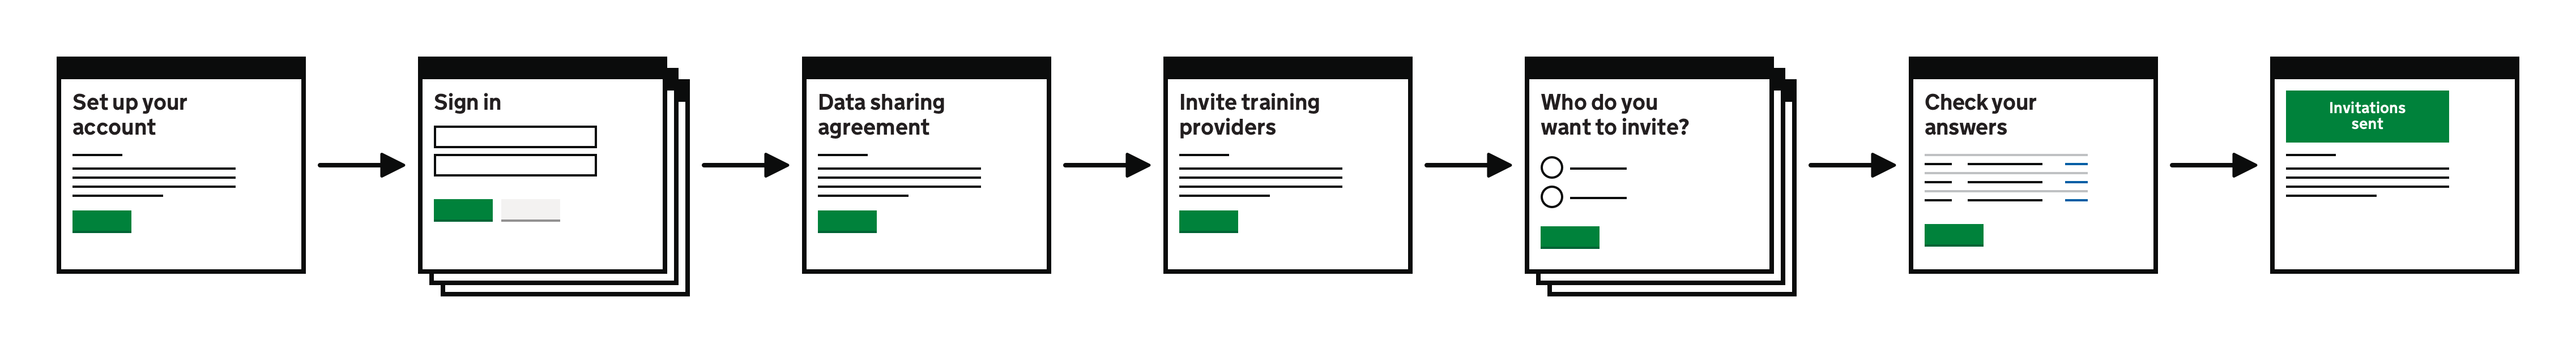 Set up your
account
Sign in
Data sharing
agreement
Invite training
providers
Who do you
want to invite?
Check your
answers
Invitations
sent